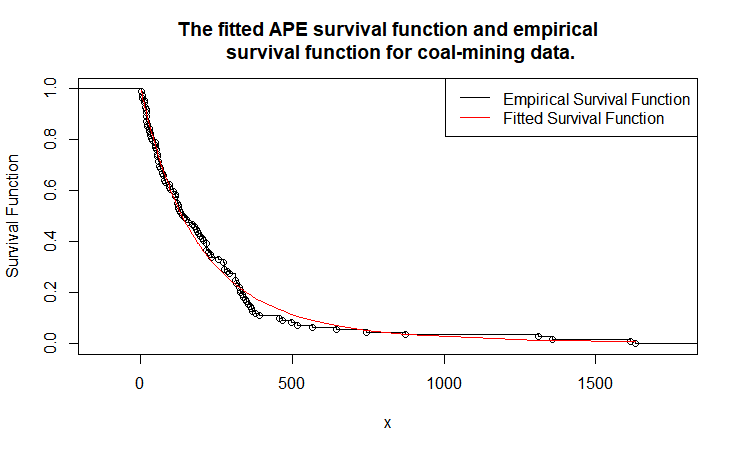 The fitted APE survival function and empirical
survival function for coal-mining data.
Empirical Survival Function
Fitted Survival Function
Survival Function
1.0
0.8
0.6
0.4
0.2
0.0
0 500 1000 1500
x